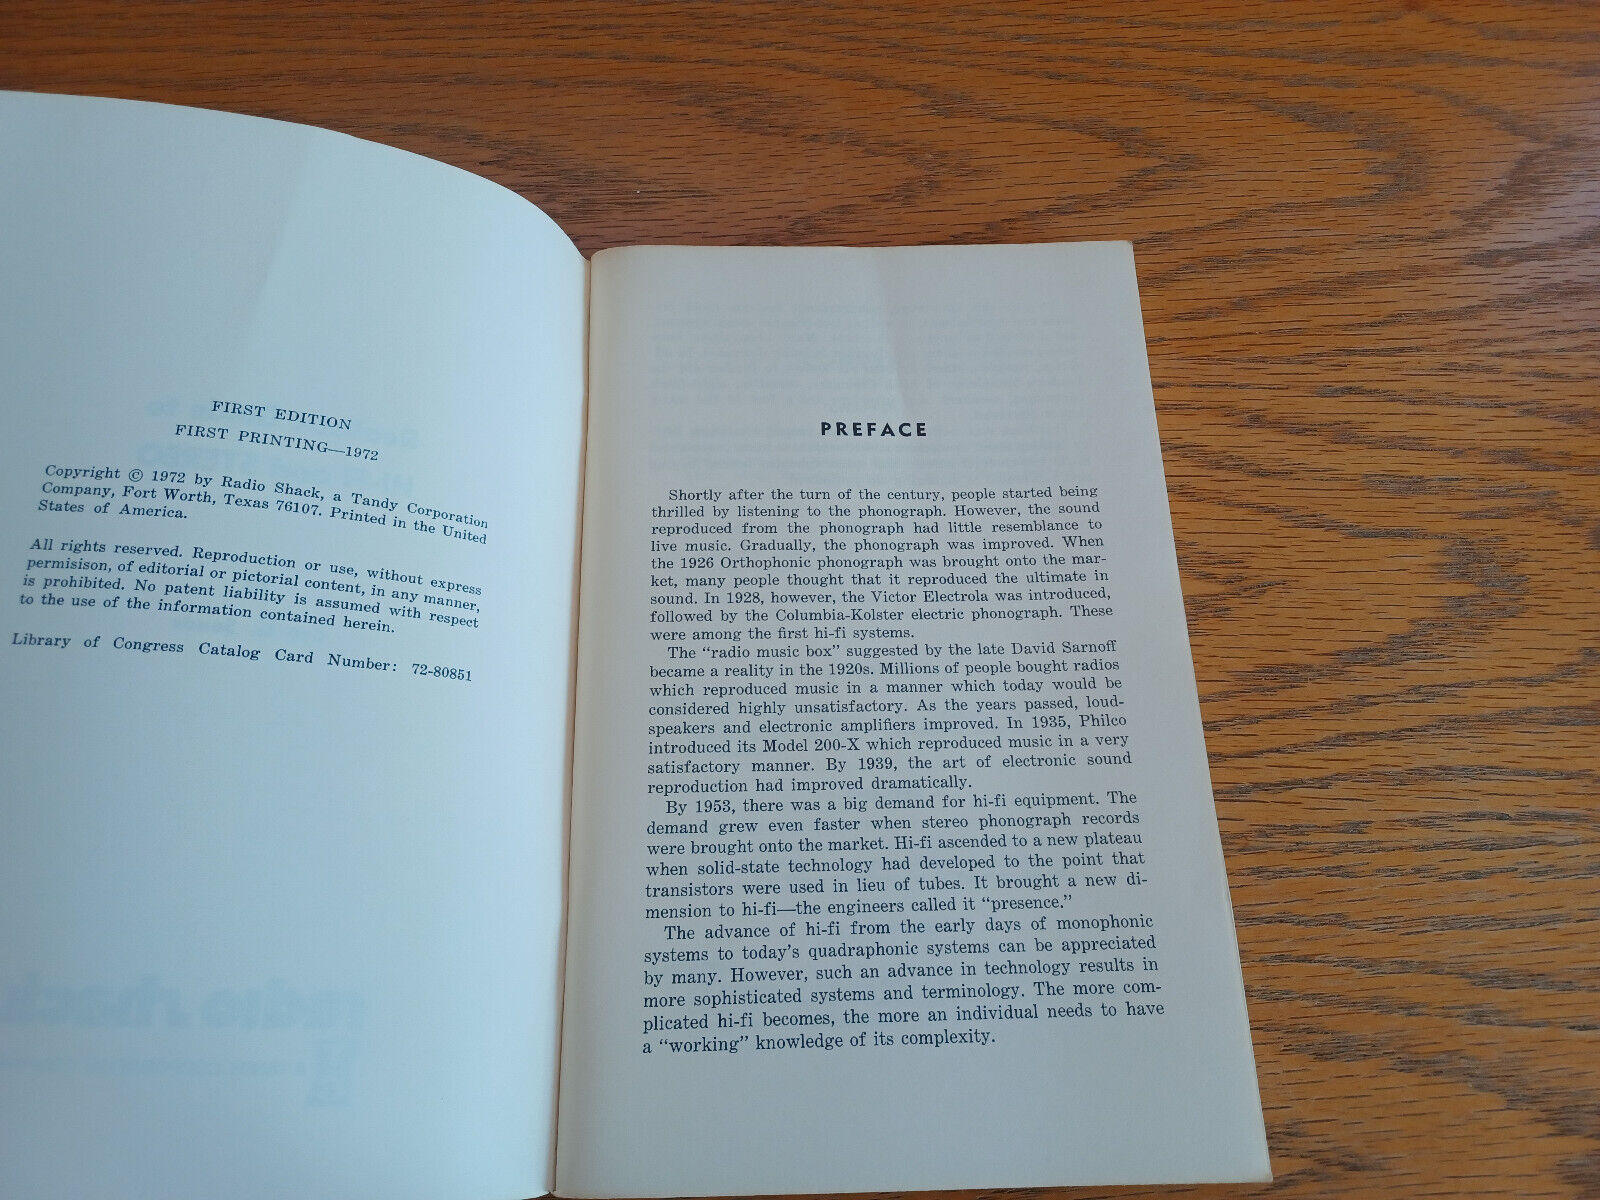 FIRST EDITION
FIRST PRINTING—1972
Copyright © 1972 by Radio Shack, a Tandy Corporation
Company, Fort Worth, Texas 76107. Printed in the United
States of America.
All rights reserved. Reproduction or use, without express
permisison, of editorial or pictorial content, in any manner,
is prohibited. No patent liability is assumed with respect
to the use of the information contained herein.
Library of Congress Catalog Card Number: 72-80851
PREFACE
Shortly after the turn of the century, people started being
thrilled by listening to the phonograph. However, the sound
reproduced from the phonograph had little resemblance to
live music. Gradually, the phonograph was improved. When
the 1926 Orthophonic phonograph was brought onto the mar-
ket, many people thought that it reproduced the ultimate in
sound. In 1928, however, the Victor Electrola was introduced,
followed by the Columbia-Kolster electric phonograph. These
were among the first hi-fi systems.
The “radio music box” suggested by the late David Sarnoff
became a reality in the 1920s. Millions of people bought radios
which reproduced music in a manner which today would be
considered highly unsatisfactory. As the years passed, loud-
speakers and electronic amplifiers improved. In 1935, Philco
introduced its Model 200-X which reproduced music in a very
satisfactory manner. By 1939, the art of electronic sound
reproduction had improved dramatically.
By 1953, there was a big demand for hi-fi equipment. The
demand grew even faster when stereo phonograph records
were brought onto the market. Hi-fi ascended to a new plateau
when solid-state technology had developed to the point that
transistors were used in lieu of tubes. It brought a new di-
mension to hi-fi—the engineers called it “presence.”
The advance of hi-fi from the early days of monophonic
systems to today’s quadraphonic systems can be appreciated
by many. However, such an advance in technology results in
more sophisticated systems and terminology. The more com-
plicated hi-fi becomes, the more an individual needs to have
a “working” knowledge of its complexity.